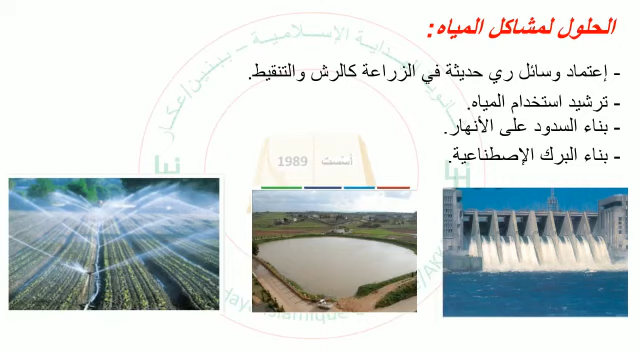 الحلول لمشاكل المياه:
- إعتماد وسائل ري حديثة في الزراعة كالرش والتنقيط.
- ترشيد استخدام المياه.
- بناء السدود على الأنهار.
- بناء البرك الإصطناعية.
1989 أسست